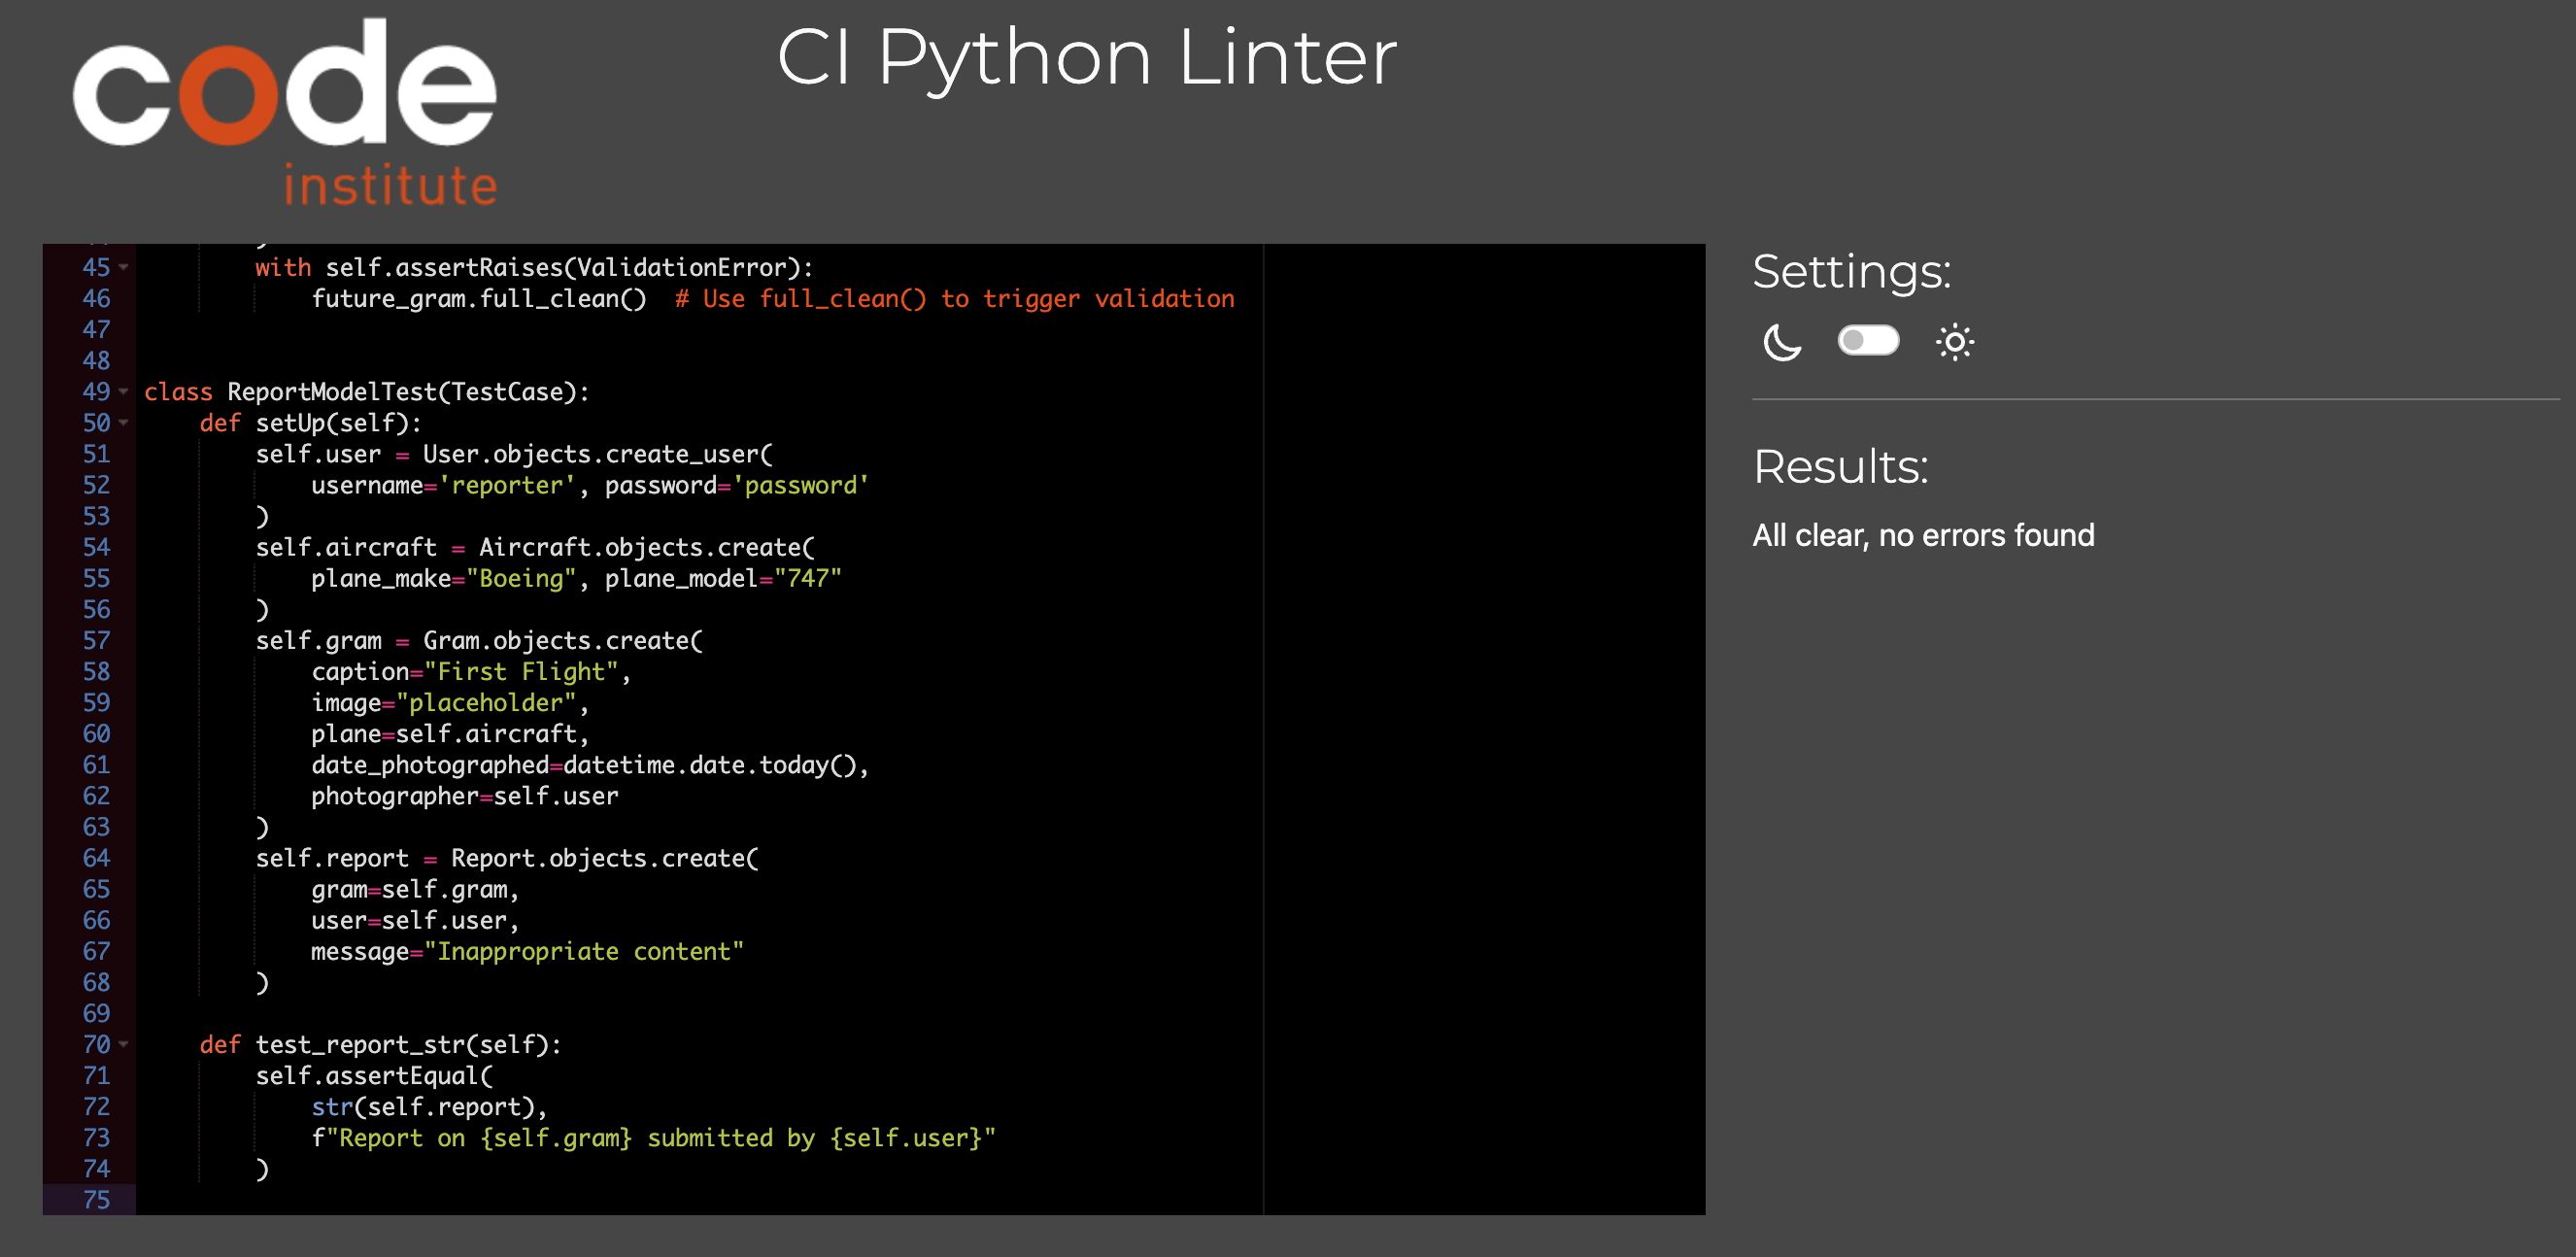 code
institute
CI Python Linter
45 with self.assertRaises(ValidationError):
46 future_gram.full_clean()  # Use full_clean() to trigger validation
47
48
49 class ReportModelTest(TestCase):
50     def setUp(self):
51         self.user = User.objects.create_user(
52             username='reporter', password='password'
53         )
54         self.aircraft = Aircraft.objects.create(
55             plane_make="Boeing", plane_model="747"
56         )
57         self.gram = Gram.objects.create(
58             caption="First Flight",
59             image="placeholder",
60             plane=self.aircraft,
61             date_photographed=datetime.date.today(),
62             photographer=self.user
63         )
64         self.report = Report.objects.create(
65             gram=self.gram,
66             user=self.user,
67             message="Inappropriate content"
68         )
69
70     def test_report_str(self):
71         self.assertEqual(
72             str(self.report),
73             f"Report on {self.gram} submitted by {self.user}"
74         )
75
Settings:
Results:
All clear, no errors found